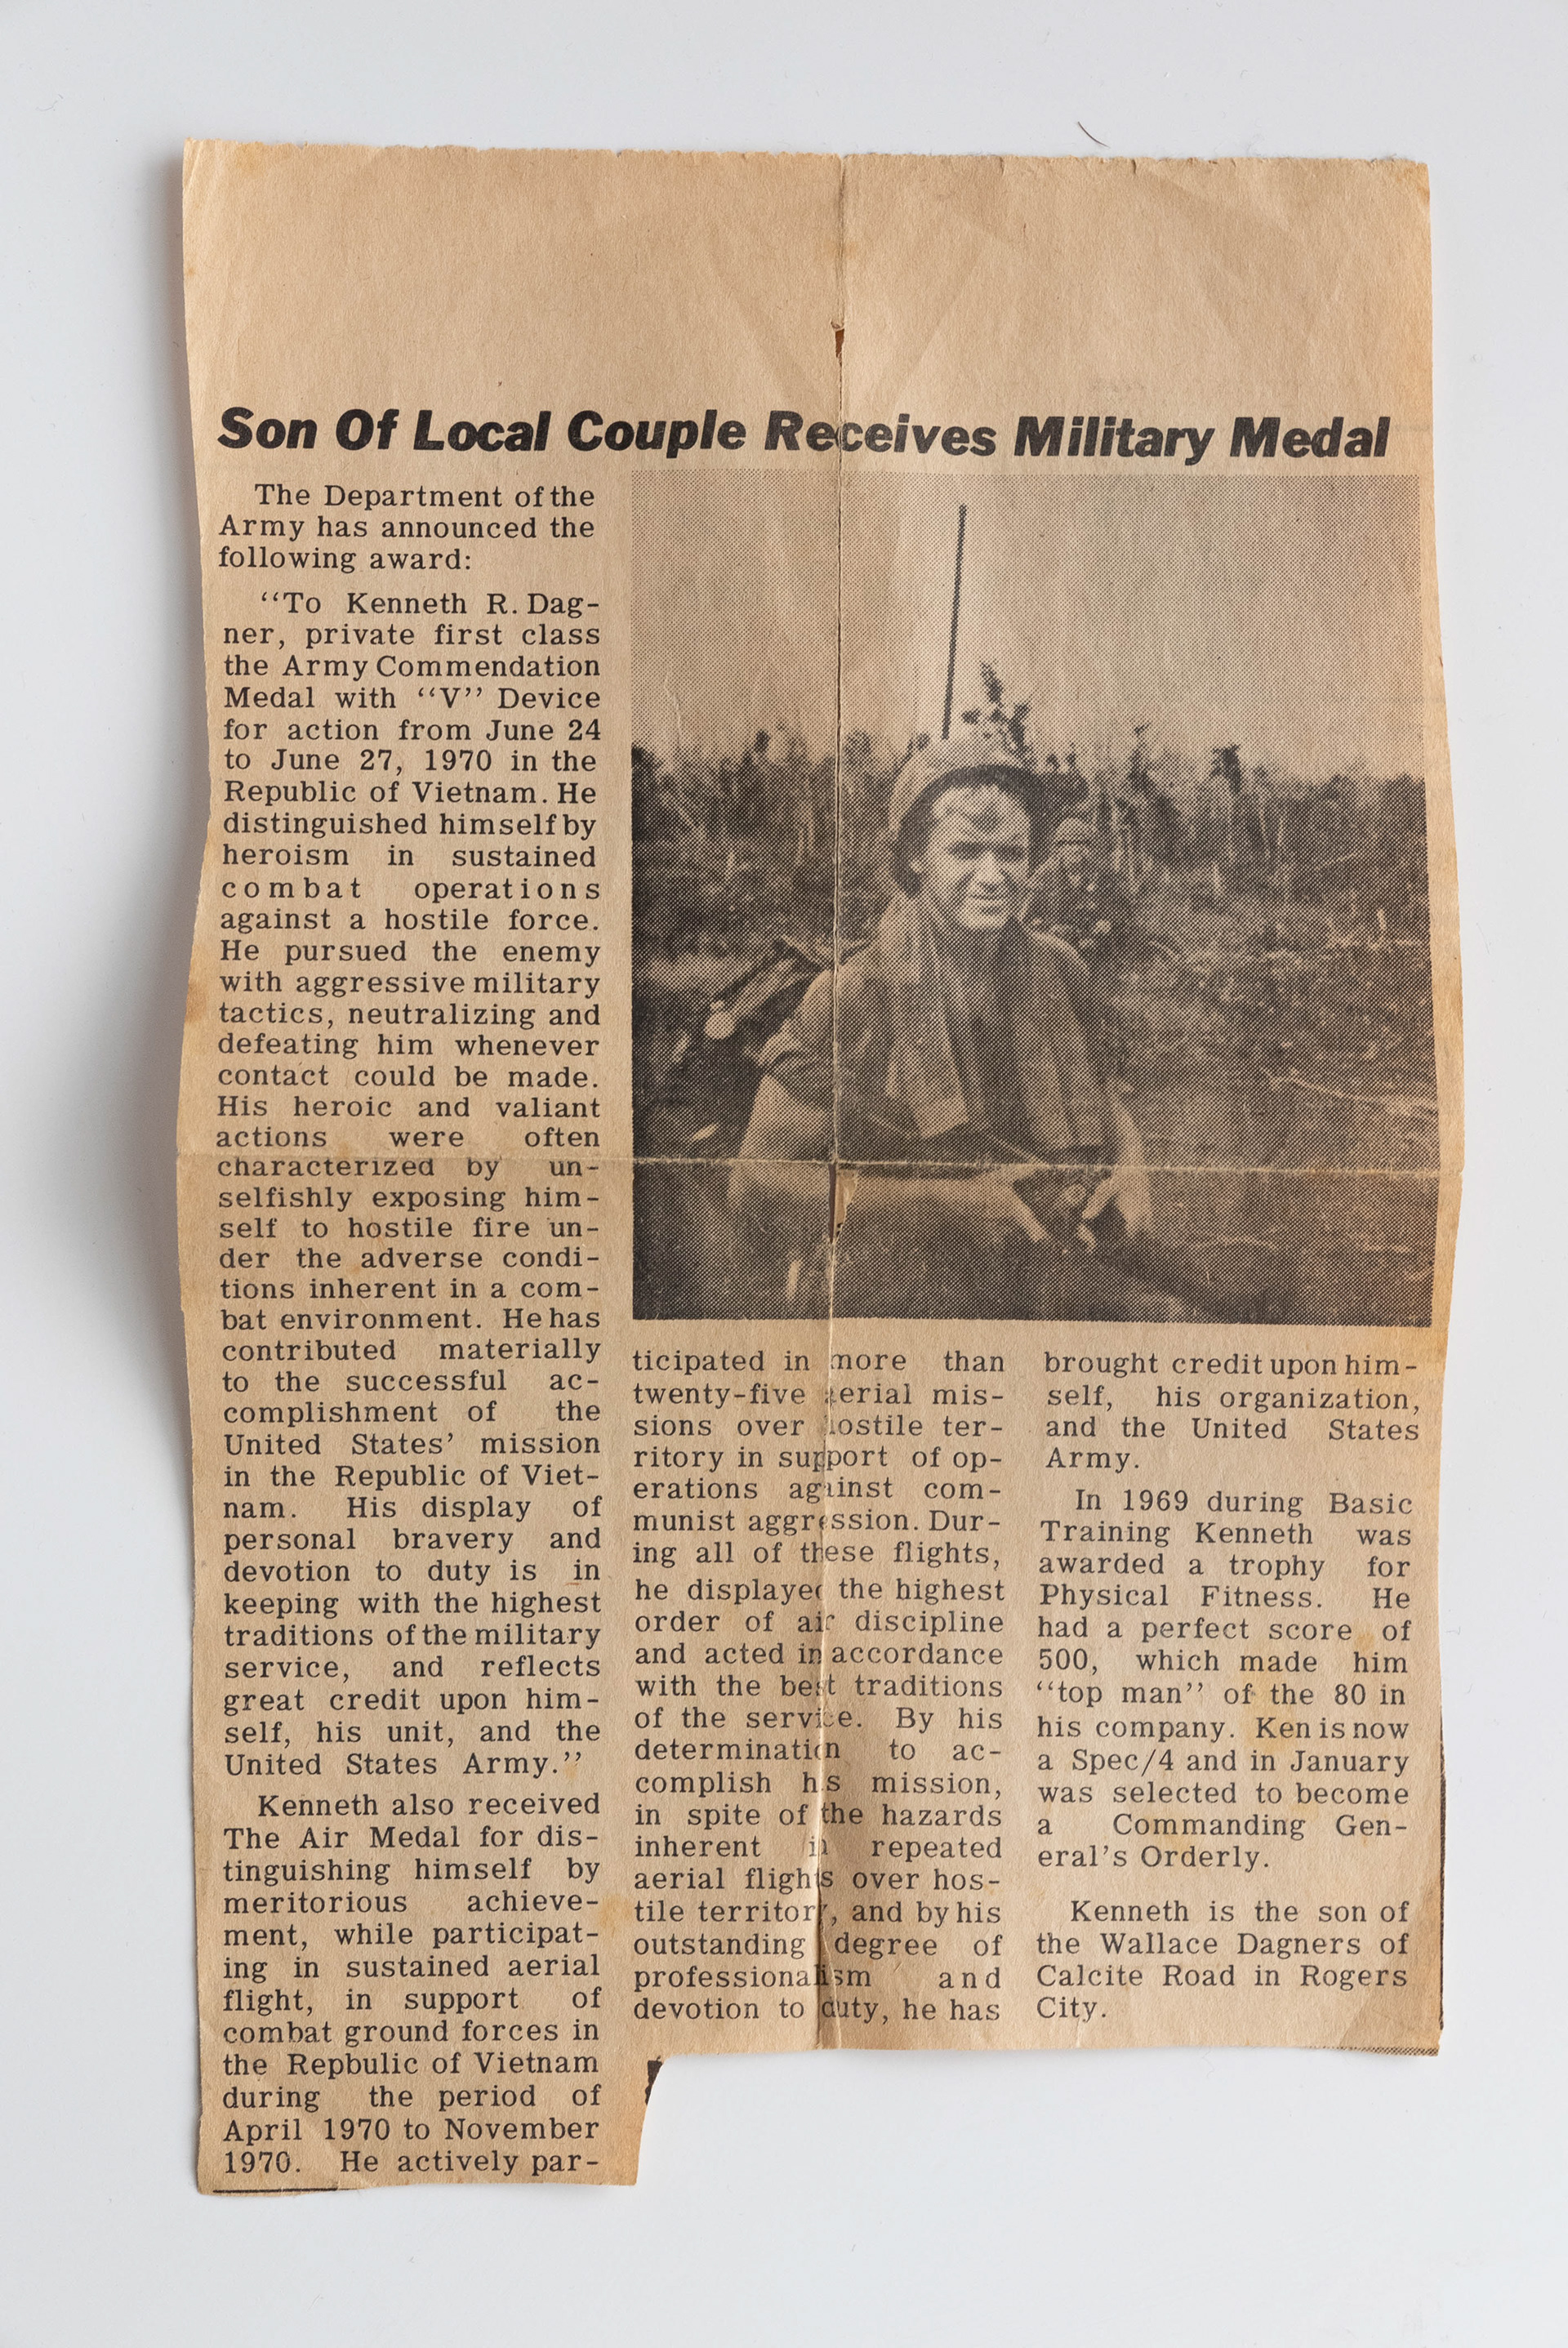 Son Of Local Couple Receives Military Medal
The Department of the
Army has announced the
following award:
“To Kenneth R. Dag-
ner, private first class
the Army Commendation
Medal with “V” Device
for action from June 24
to June 27, 1970 in the
Republic of Vietnam. He
distinguished himself by
heroism in sustained
combat operations
against a hostile force.
He pursued the enemy
with aggressive military
tactics, neutralizing and
defeating him whenever
contact could be made.
His heroic and valiant
actions were often
characterized by un-
selfishly exposing him-
self to hostile fire un-
der the adverse condi-
tions inherent in a com-
bat environment. He has
contributed materially
to the successful ac-
complishment of the
United States’ mission
in the Republic of Viet-
nam. His display of
personal bravery and
devotion to duty is in
keeping with the highest
traditions of the military
service, and reflects
great credit upon him-
self, his unit, and the
United States Army.”
Kenneth also received
The Air Medal for dis-
tinguishing himself by
meritorious achieve-
ment, while participat-
ing in sustained aerial
flight, in support of
combat ground forces in
the Repbulic of Vietnam
during the period of
April 1970 to November
1970. He actively par-
ticipated in more than
twenty-five aerial mis-
sions over hostile ter-
ritory in support of op-
erations against com-
munist aggression. Dur-
ing all of these flights,
he displayed the highest
order of air discipline
and acted in accordance
with the best traditions
of the service. By his
determination to ac-
complish his mission,
in spite of the hazards
inherent in repeated
aerial flights over hos-
tile territory, and by his
outstanding degree of
professionalism and
devotion to duty, he has
brought credit upon him-
self, his organization,
and the United States
Army.
In 1969 during Basic
Training Kenneth was
awarded a trophy for
Physical Fitness. He
had a perfect score of
500, which made him
“top man” of the 80 in
his company. Ken is now
a Spec/4 and in January
was selected to become
a Commanding Gen-
eral’s Orderly.
Kenneth is the son of
the Wallace Dagners of
Calcite Road in Rogers
City.